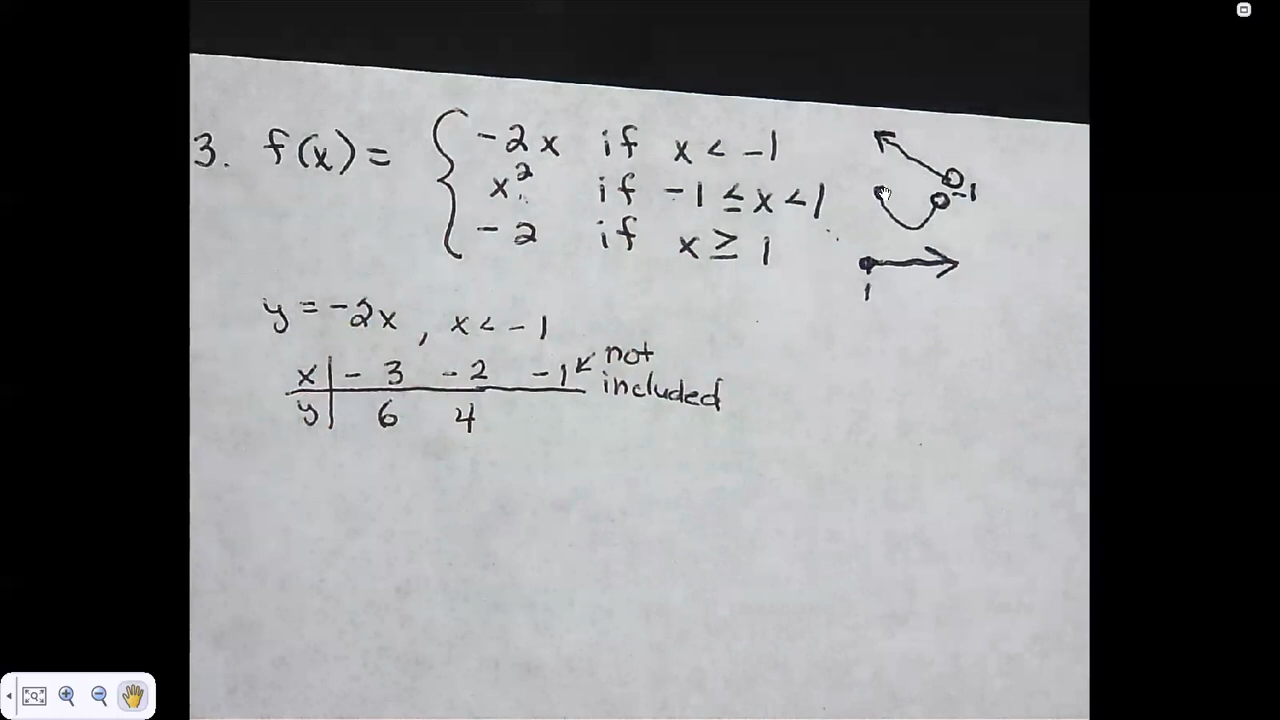 3. f(x) = { -2x if x < -1
x² if -1 ≤ x < 1
-2 if x ≥ 1
-1
1
y = -2x , x < -1
x | -3 -2 -1 ↙ not included
y | 6 4